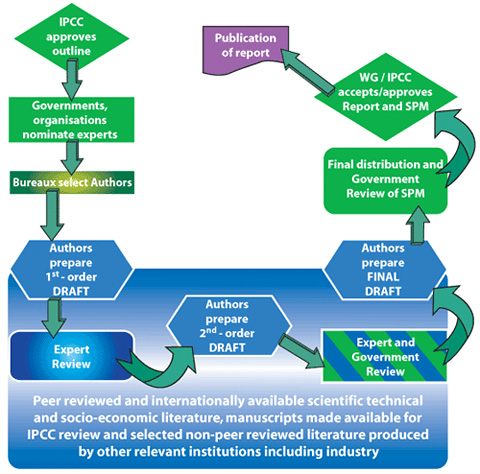 IPCC
approves
outline
Governments,
organisations
nominate experts
Bureaux select Authors
Authors
prepare
1st - order
DRAFT
Expert
Review
Authors
prepare
2nd - order
DRAFT
Expert and
Government
Review
Authors
prepare
FINAL
DRAFT
Final distribution and
Government
Review of SPM
WG / IPCC
accepts/approves
Report and SPM
Publication
of report
Peer reviewed and internationally available scientific technical
and socio-economic literature, manuscripts made available for
IPCC review and selected non-peer reviewed literature produced
by other relevant institutions including industry